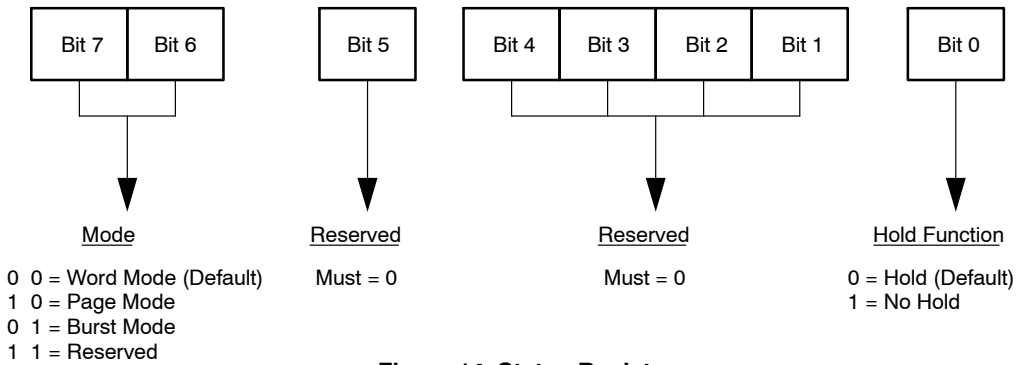 Bit 7 Bit 6 Bit 5 Bit 4 Bit 3 Bit 2 Bit 1 Bit 0
Mode Reserved Reserved Hold Function
0 0 = Word Mode (Default) Must = 0 Must = 0 0 = Hold (Default)
1 0 = Page Mode 1 = No Hold
0 1 = Burst Mode
1 1 = Reserved